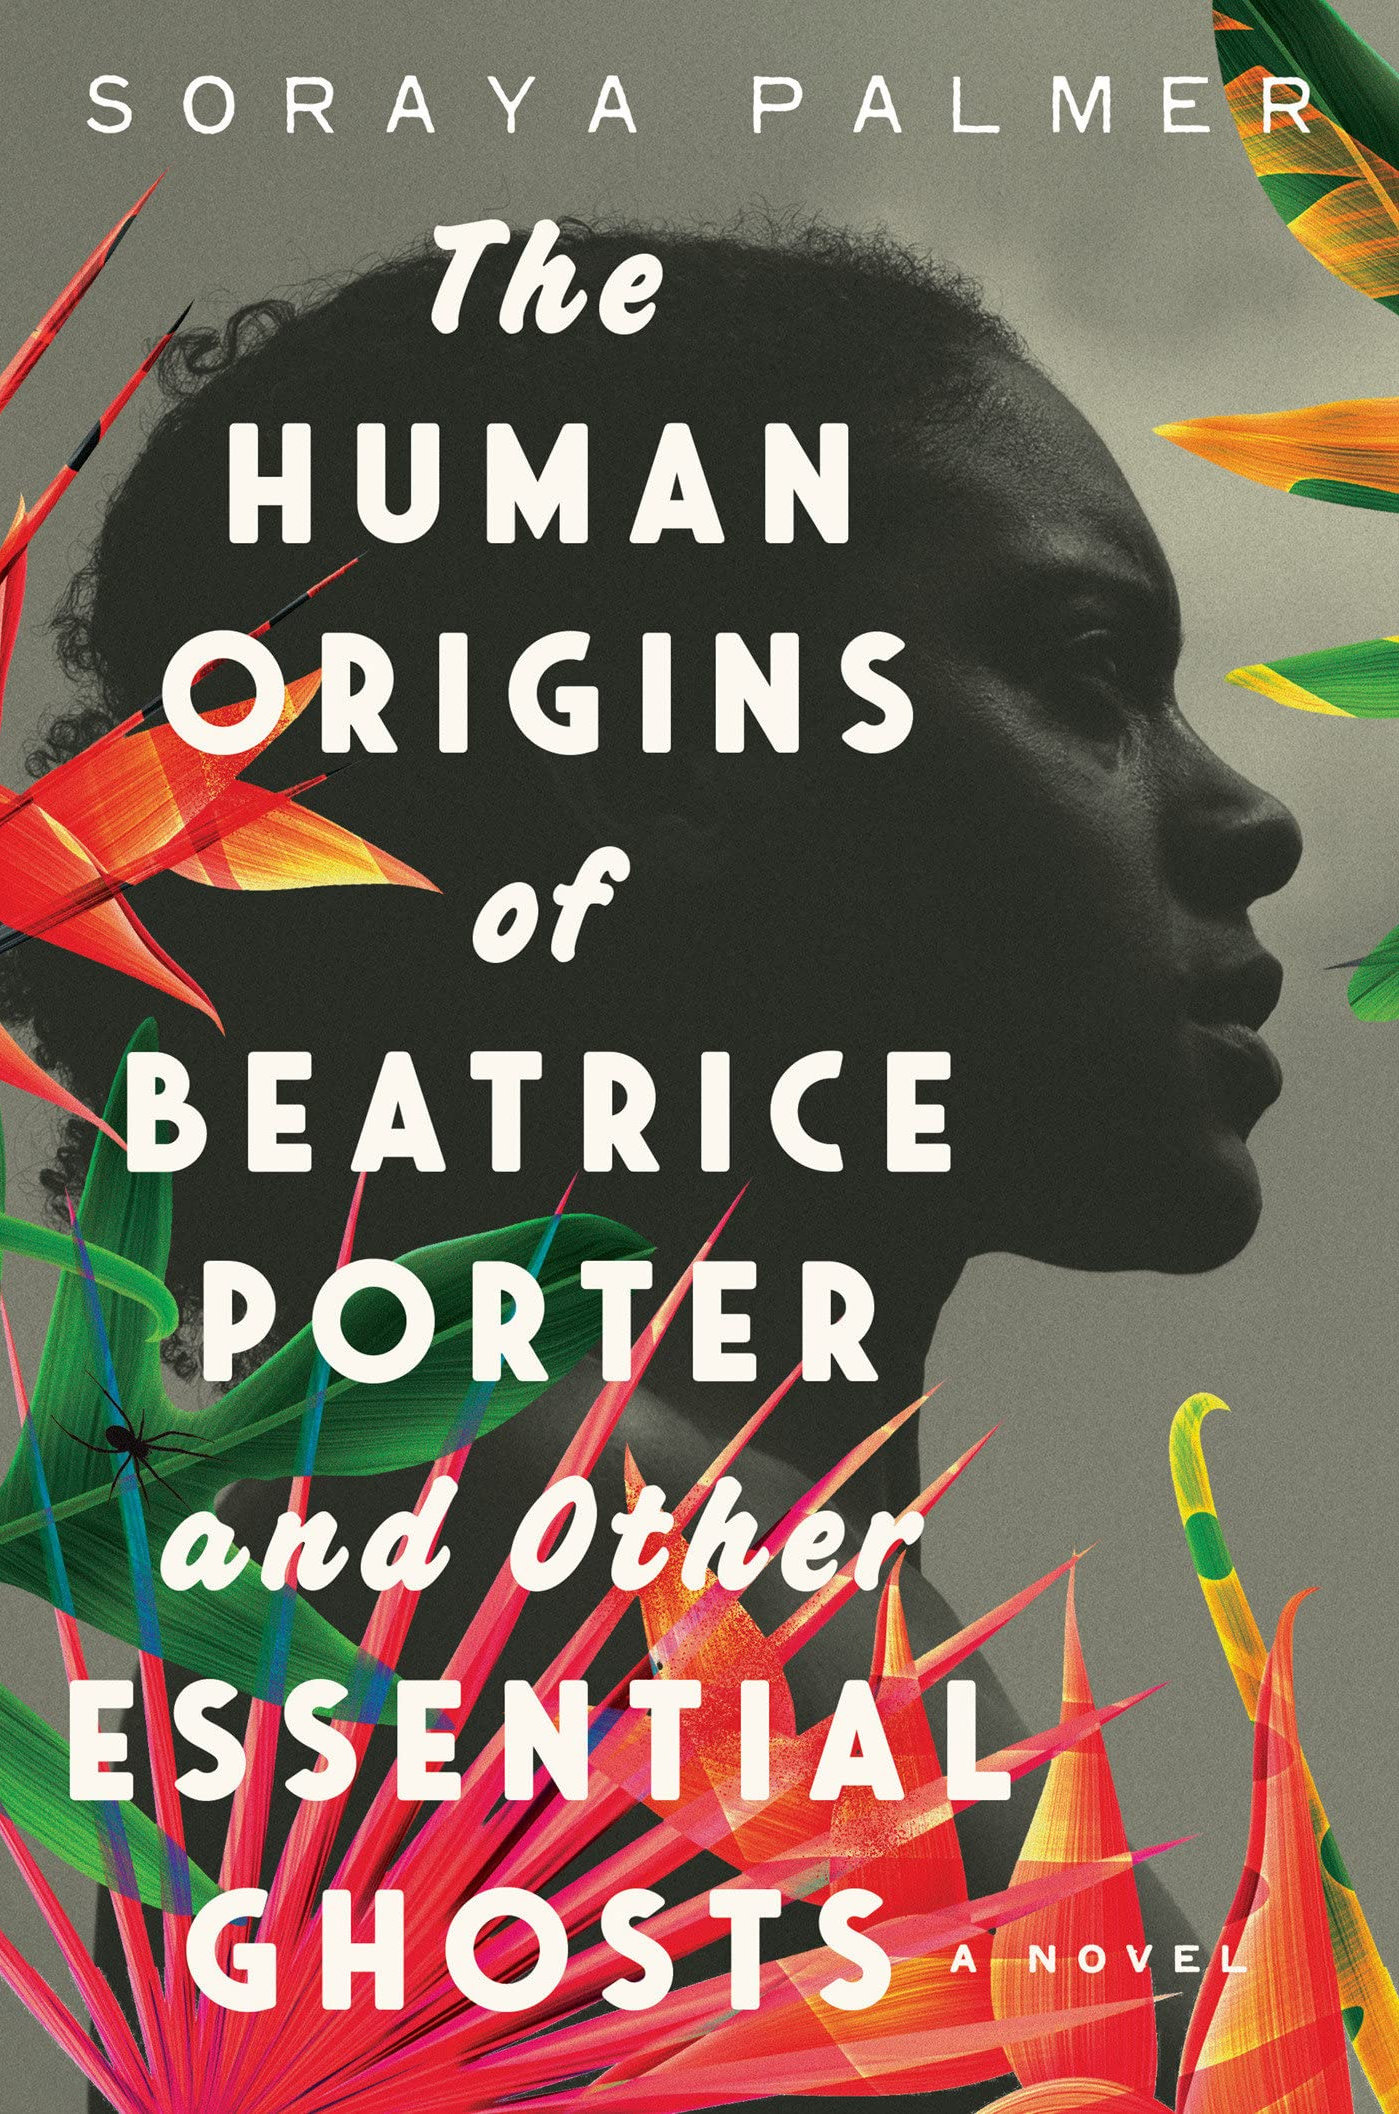 SORAYA PALMER
The
HUMAN
ORIGINS
of
BEATRICE
PORTER
and Other
ESSENTIAL
GHOSTS
A NOVEL